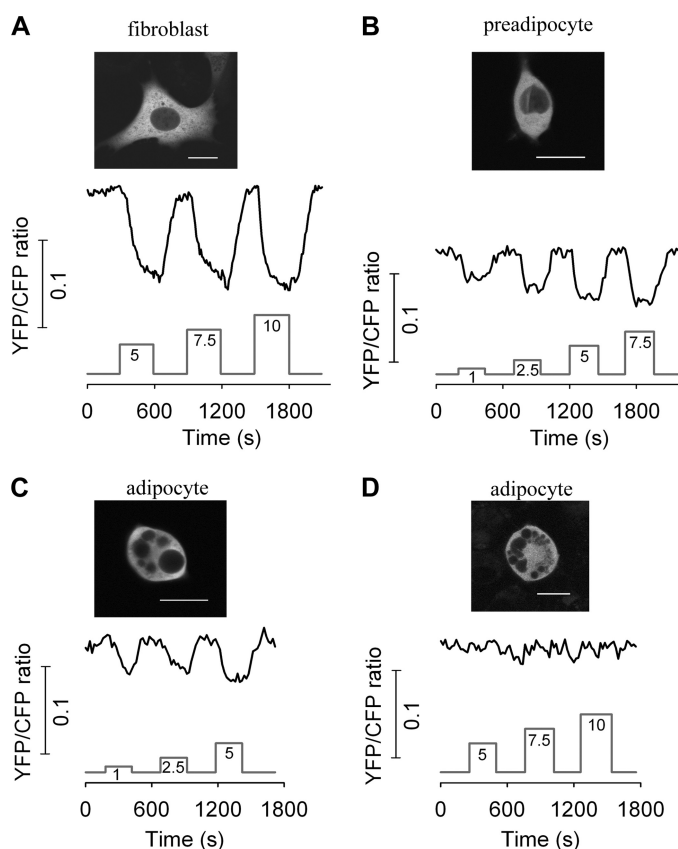 A
fibroblast
YFP/CFP ratio
0.1
5
7.5
10
0
600
1200
1800
Time (s)
B
preadipocyte
YFP/CFP ratio
0.1
1
2.5
5
7.5
0
600
1200
1800
Time (s)
C
adipocyte
YFP/CFP ratio
0.1
1
2.5
5
0
600
1200
1800
Time (s)
D
adipocyte
YFP/CFP ratio
0.1
5
7.5
10
0
600
1200
1800
Time (s)